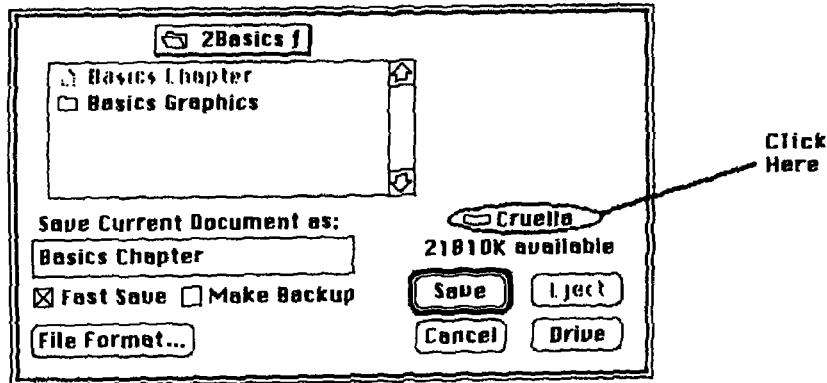 2Basics ƒ
Basics Chapter
Basics Graphics
Click
Here
Cruella
Save Current Document as:
21810K available
Basics Chapter
Save
Eject
Fast Save
Make Backup
File Format...
Cancel
Drive